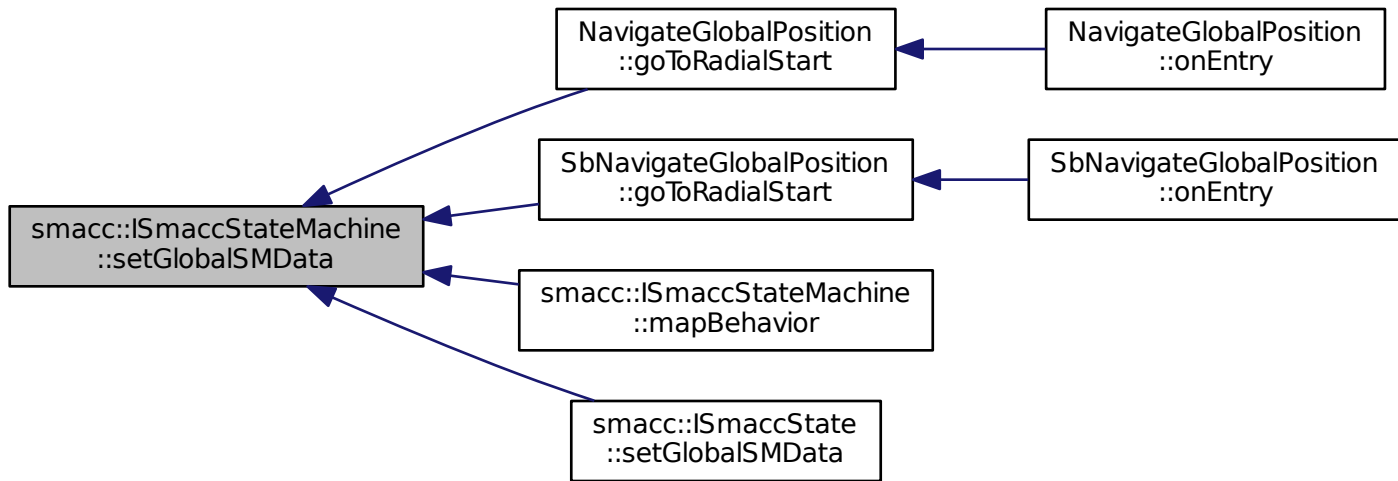 NavigateGlobalPosition
::goToRadialStart
NavigateGlobalPosition
::onEntry
SbNavigateGlobalPosition
::goToRadialStart
SbNavigateGlobalPosition
::onEntry
smacc::ISmaccStateMachine
::setGlobalSMData
smacc::ISmaccStateMachine
::mapBehavior
smacc::ISmaccState
::setGlobalSMData